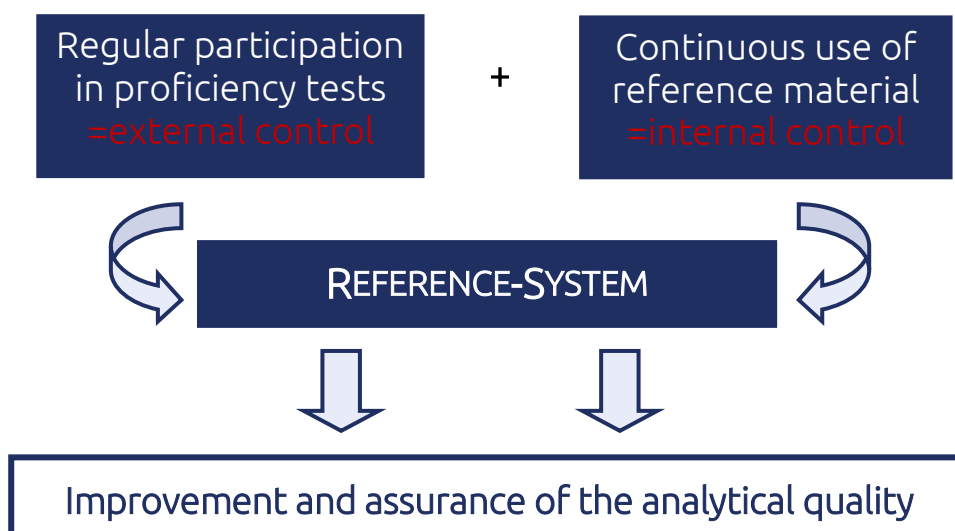 Regular participation
in proficiency tests
=external control
+
Continuous use of
reference material
=internal control
REFERENCE-SYSTEM
Improvement and assurance of the analytical quality